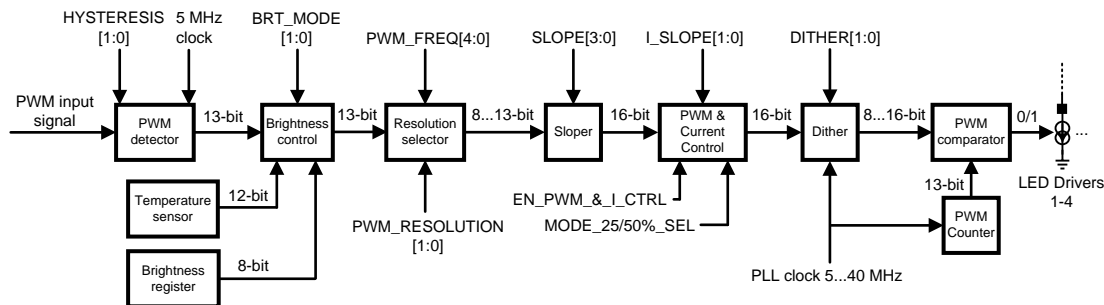 HYSTERESIS
[1:0]
5 MHz
clock
BRT_MODE
[1:0]
PWM_FREQ[4:0]
SLOPE[3:0]
I_SLOPE[1:0]
DITHER[1:0]
PWM input
signal
PWM
detector
13-bit
Brightness
control
13-bit
Resolution
selector
8...13-bit
Sloper
16-bit
PWM &
Current
Control
16-bit
Dither
8...16-bit
PWM
comparator
0/1
...
LED Drivers
1-4
Temperature
sensor
12-bit
Brightness
register
8-bit
PWM_RESOLUTION
[1:0]
EN_PWM_&_I_CTRL
MODE_25/50%_SEL
13-bit
PWM
Counter
PLL clock 5...40 MHz